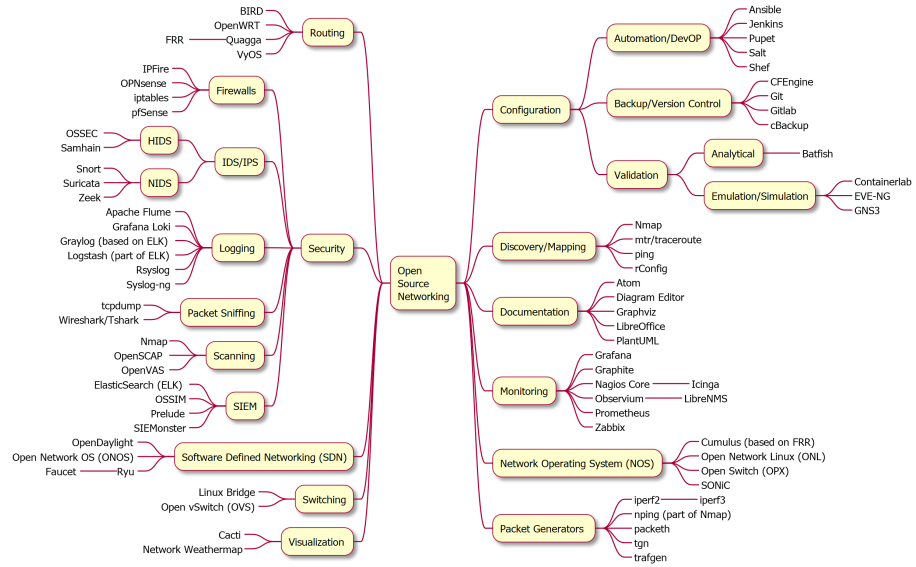 BIRD
OpenWRT
FRR
Quagga
VyOS
Routing
IPFire
OPNsense
iptables
pfSense
Firewalls
OSSEC
Samhain
HIDS
Snort
Suricata
Zeek
NIDS
IDS/IPS
Apache Flume
Grafana Loki
Graylog (based on ELK)
Logstash (part of ELK)
Rsyslog
Syslog-ng
Logging
Security
tcpdump
Wireshark/Tshark
Packet Sniffing
Nmap
OpenSCAP
OpenVAS
Scanning
ElasticSearch (ELK)
OSSIM
Prelude
SIEMonster
SIEM
OpenDaylight
Open Network OS (ONOS)
Faucet
Ryu
Software Defined Networking (SDN)
Linux Bridge
Open vSwitch (OVS)
Switching
Cacti
Network Weathermap
Visualization
Open
Source
Networking
Configuration
Automation/DevOP
Ansible
Jenkins
Pupet
Salt
Shef
Backup/Version Control
CFEngine
Git
Gitlab
cBackup
Validation
Analytical
Batfish
Emulation/Simulation
Containerlab
EVE-NG
GNS3
Discovery/Mapping
Nmap
mtr/traceroute
ping
rConfig
Documentation
Atom
Diagram Editor
Graphviz
LibreOffice
PlantUML
Monitoring
Grafana
Graphite
Nagios Core
Icinga
Observium
LibreNMS
Prometheus
Zabbix
Network Operating System (NOS)
Cumulus (based on FRR)
Open Network Linux (ONL)
Open Switch (OPX)
SONiC
Packet Generators
iperf2
iperf3
nping (part of Nmap)
packeth
tgn
trafgen